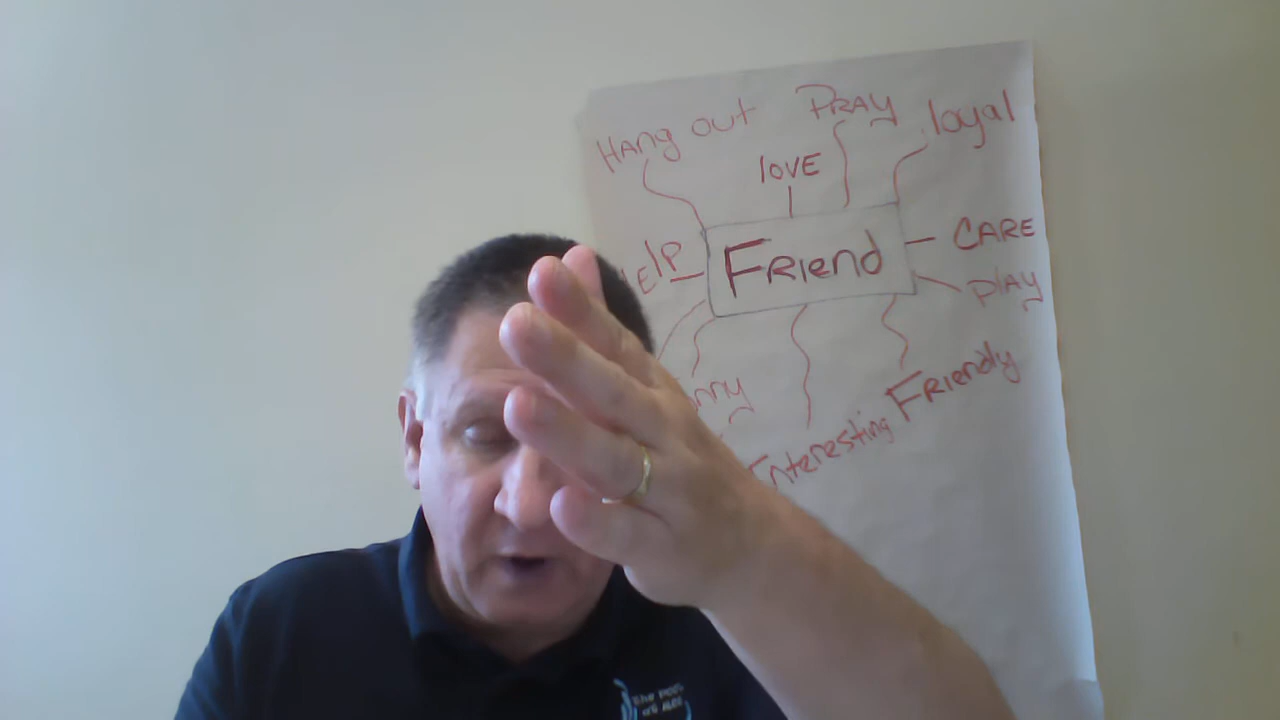 Hang out
Pray
loyal
love
Friend
Care
play
Friendly
Interesting